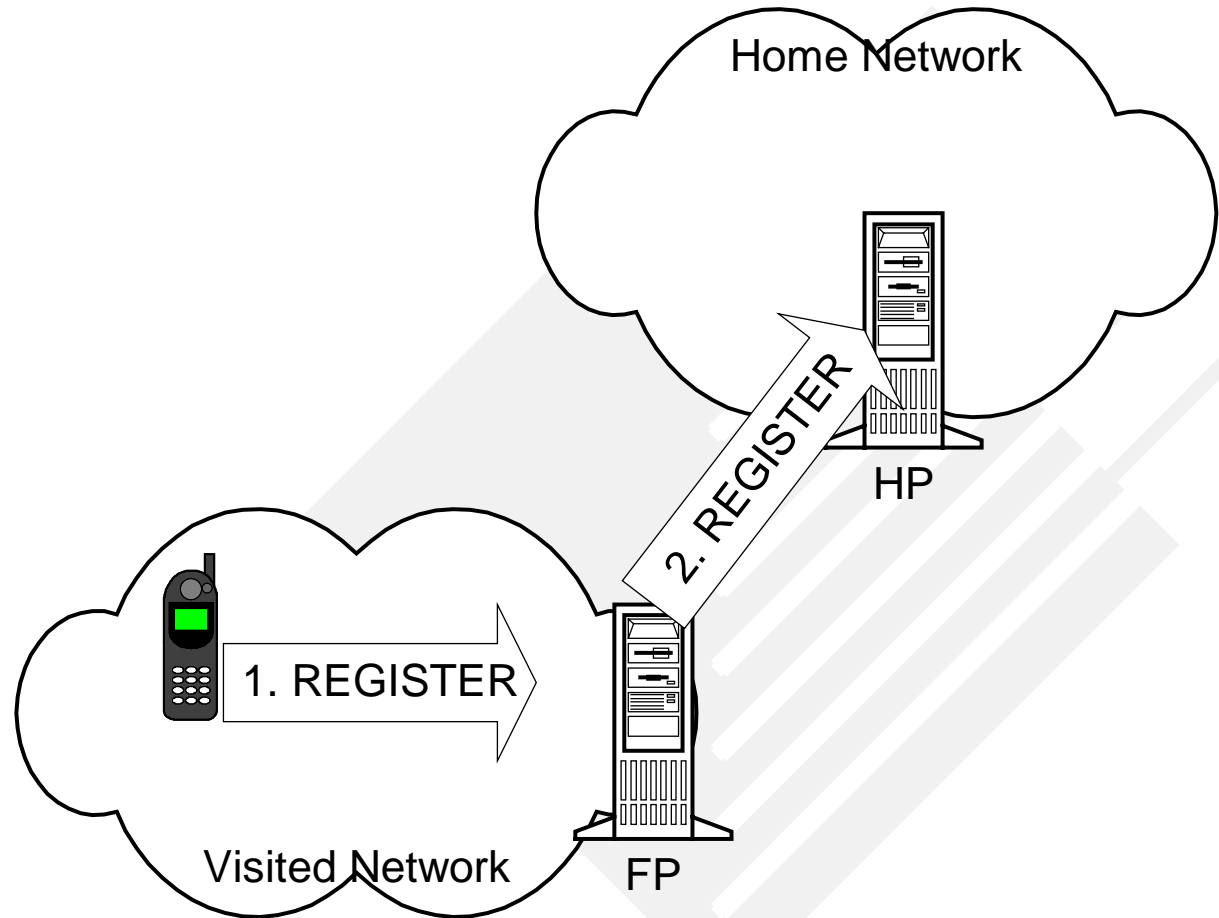 Home Network
2. REGISTER
HP
1. REGISTER
Visited Network
FP